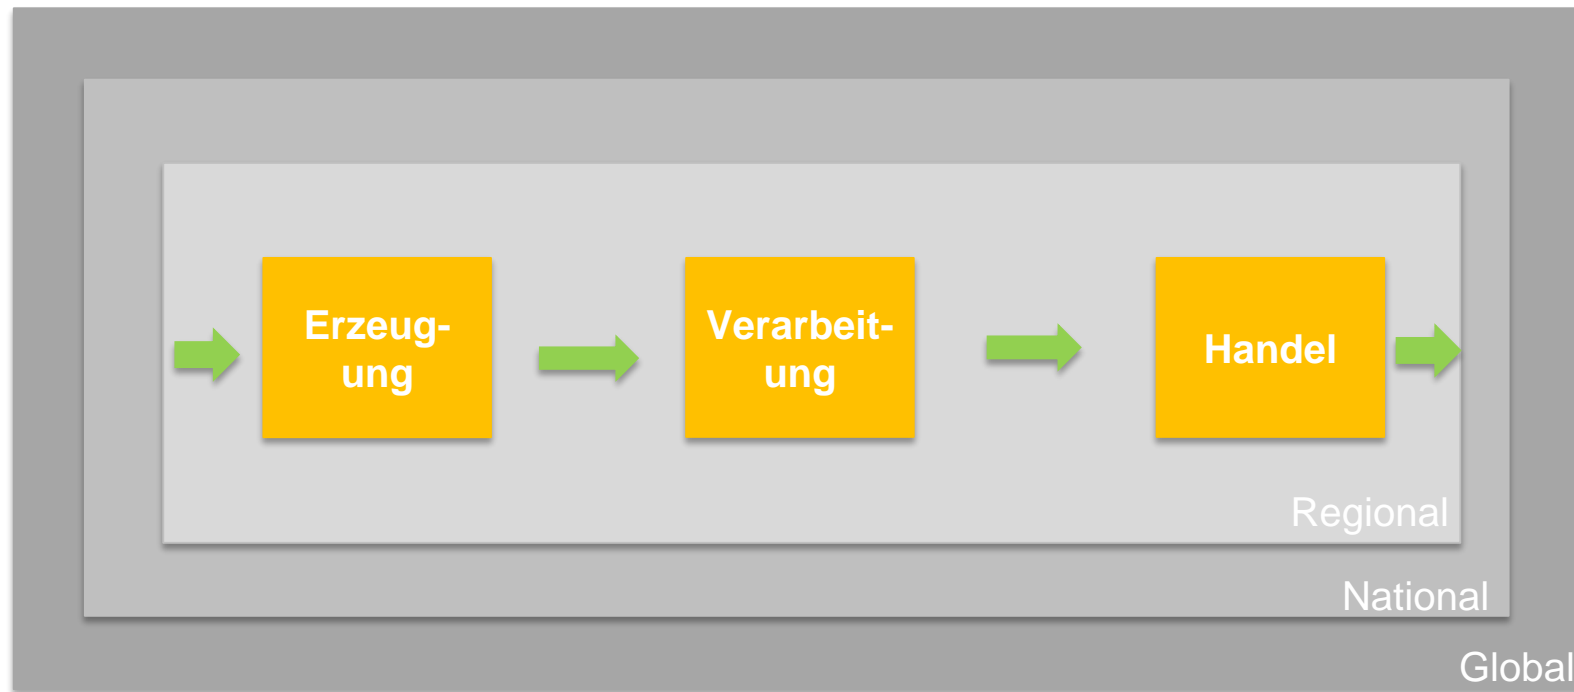 Erzeug-
ung
Verarbeit-
ung
Handel
Regional
National
Global